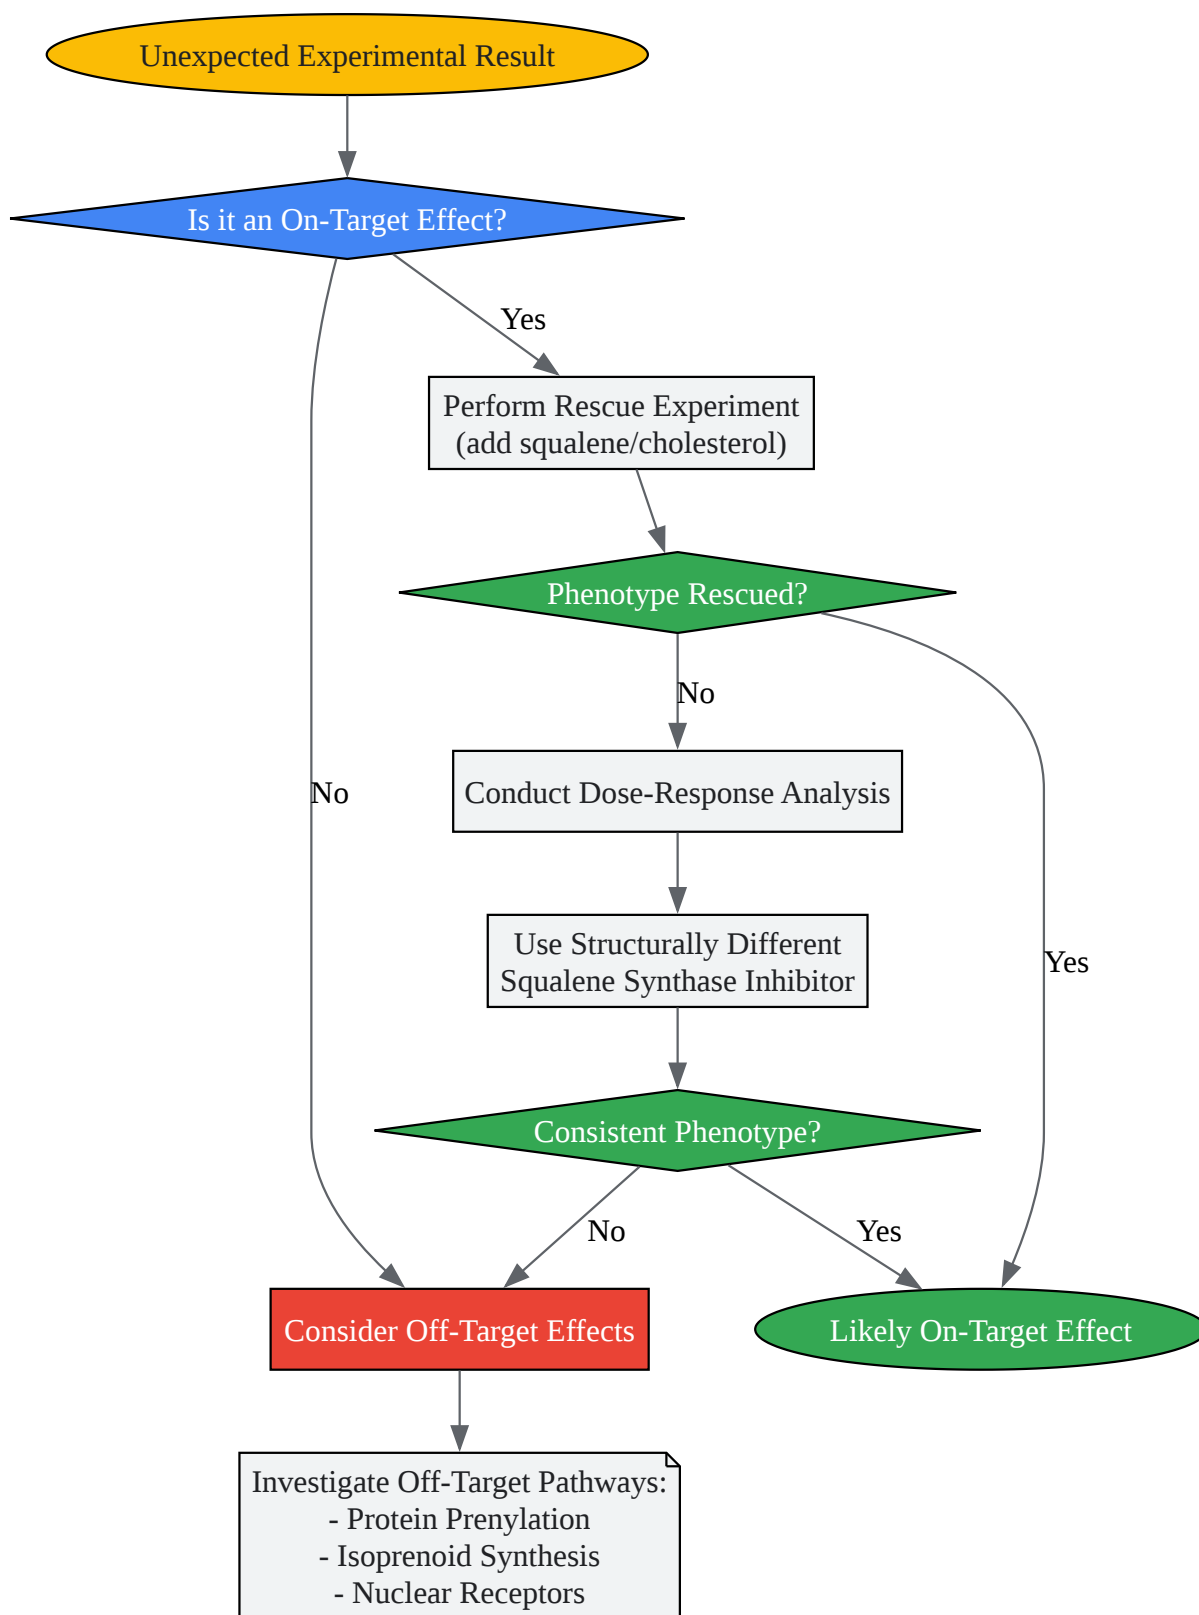 Unexpected Experimental Result
Is it an On-Target Effect?
Yes
Perform Rescue Experiment
(add squalene/cholesterol)
Phenotype Rescued?
No
Conduct Dose-Response Analysis
No
Use Structurally Different
Squalene Synthase Inhibitor
Yes
Consistent Phenotype?
No
Yes
Consider Off-Target Effects
Likely On-Target Effect
Investigate Off-Target Pathways:
- Protein Prenylation
- Isoprenoid Synthesis
- Nuclear Receptors